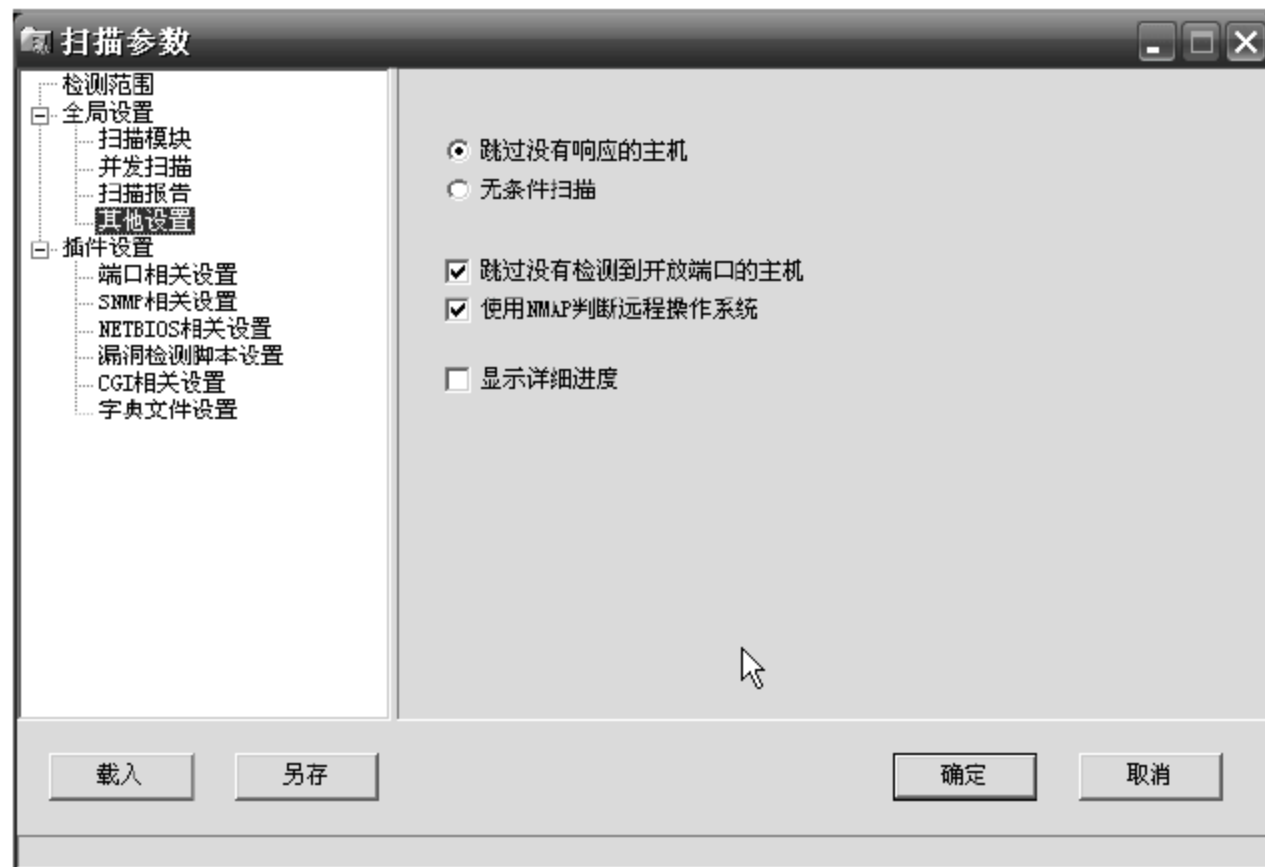 扫描参数
检测范围
全局设置
扫描模块
并发扫描
扫描报告
其他设置
插件设置
端口相关设置
SNMP相关设置
NETBIOS相关设置
漏洞检测脚本设置
CGI相关设置
字典文件设置
跳过没有响应的主机
无条件扫描
跳过没有检测到开放端口的主机
使用NMAP判断远程操作系统
显示详细进度
载入
另存
确定
取消